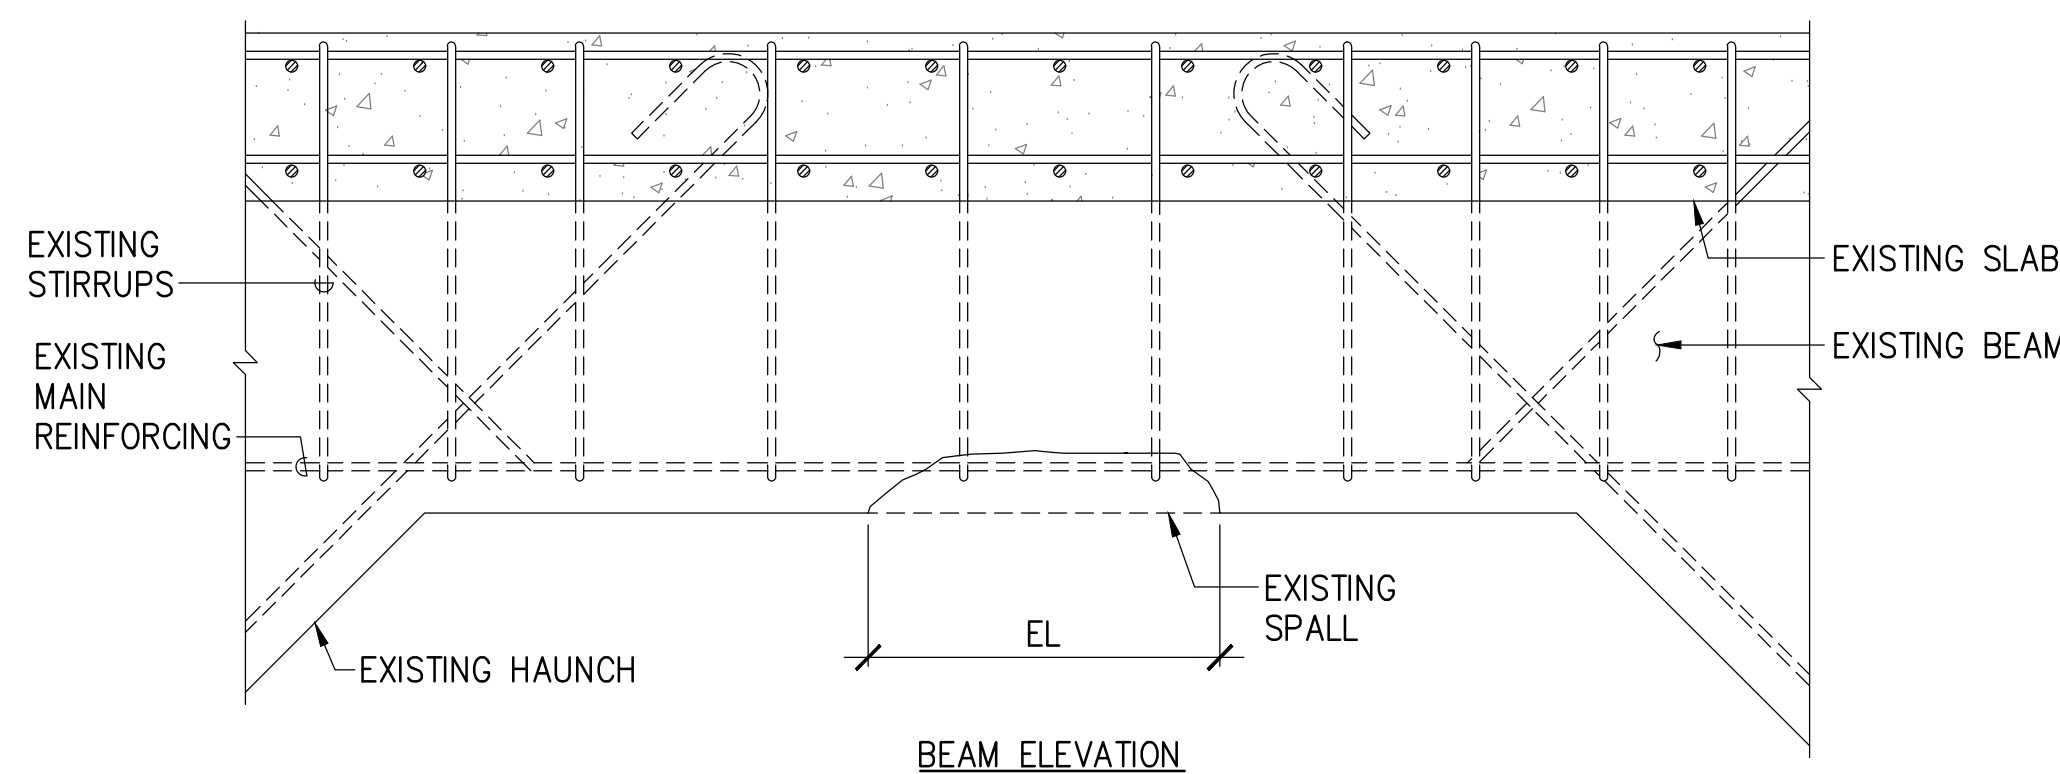 EXISTING
STIRRUPS
EXISTING
MAIN
REINFORCING
EXISTING SLAB
EXISTING BEAM
EXISTING
SPALL
EL
EXISTING HAUNCH
BEAM ELEVATION